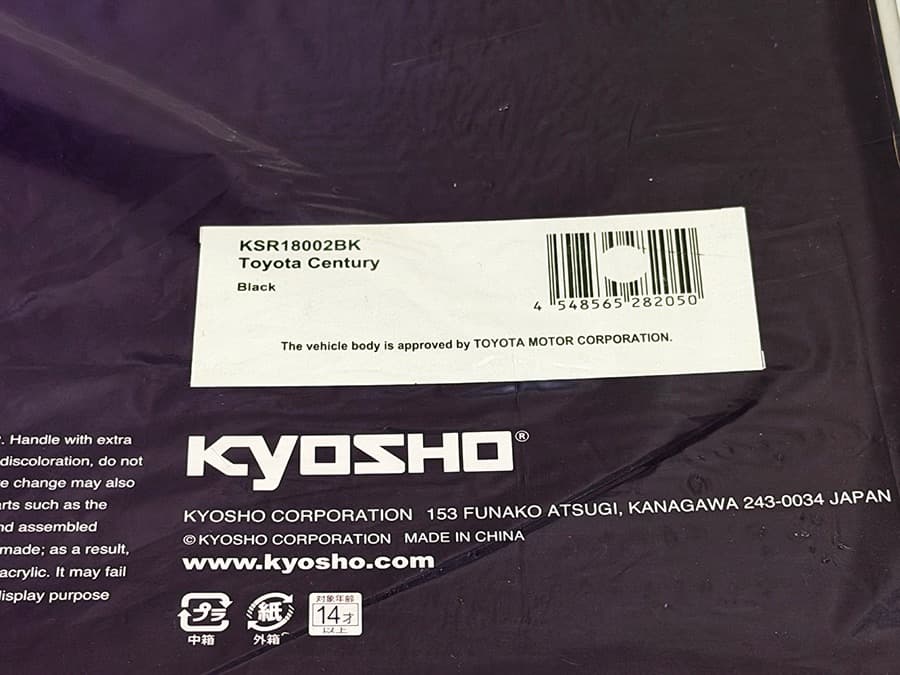 KSR18002BK
Toyota Century
Black
4 548565 282050
The vehicle body is approved by TOYOTA MOTOR CORPORATION.
. Handle with extra
discoloration, do not
e change may also
arts such as the
nd assembled
made; as a result,
acrylic. It may fail
display purpose
KYOSHO®
KYOSHO CORPORATION 153 FUNAKO ATSUGI, KANAGAWA 243-0034 JAPAN
© KYOSHO CORPORATION MADE IN CHINA
www.kyosho.com
プラ
中箱
紙
外箱
対象年齢
14才
以上